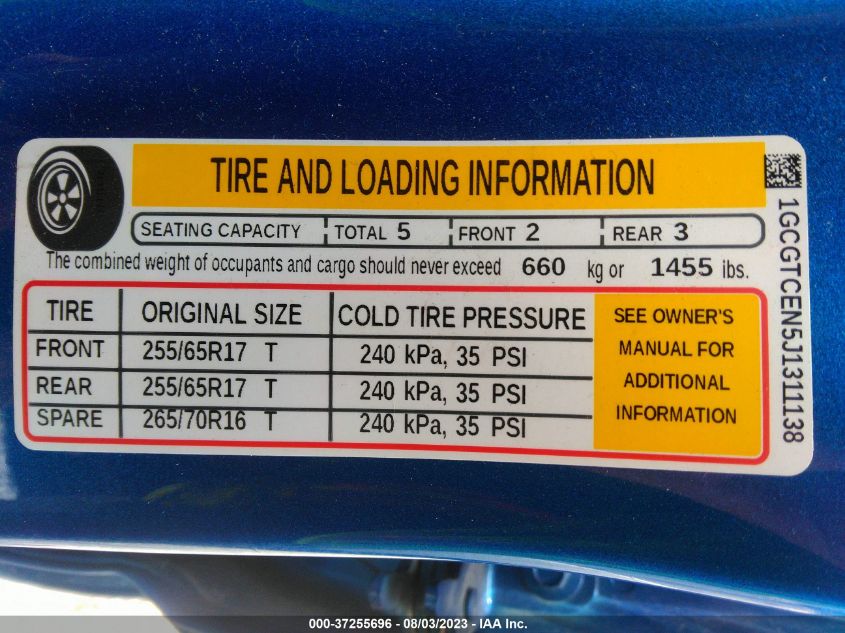 TIRE AND LOADING INFORMATION
SEATING CAPACITY TOTAL 5 FRONT 2 REAR 3
The combined weight of occupants and cargo should never exceed 660 kg or 1455 lbs.
TIRE ORIGINAL SIZE COLD TIRE PRESSURE
FRONT 255/65R17 T 240 kPa, 35 PSI
REAR 255/65R17 T 240 kPa, 35 PSI
SPARE 265/70R16 T 240 kPa, 35 PSI
SEE OWNER'S
MANUAL FOR
ADDITIONAL
INFORMATION
1GCGTCEN5J1311138
000-37255696 - 08/03/2023 - IAA Inc.